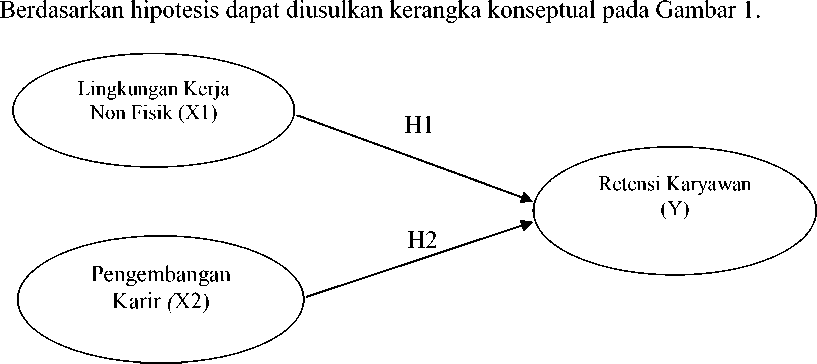 Berdasarkan hipotesis dapat diusulkan kerangka konseptual pada Gambar 1.
Lingkungan Kerja
Non Fisik (X1)
H1
Retensi Karyawan
(Y)
H2
Pengembangan
Karir (X2)